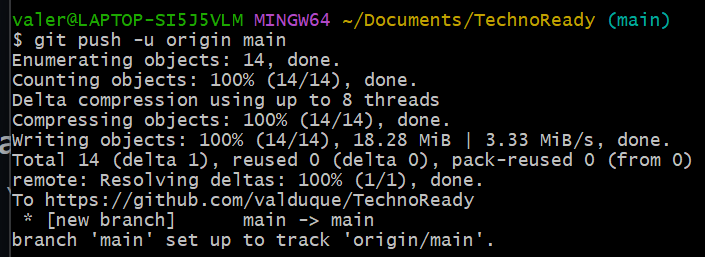 valer@LAPTOP-SI5J5VLM MINGW64 ~/Documents/TechnoReady (main)
$ git push -u origin main
Enumerating objects: 14, done.
Counting objects: 100% (14/14), done.
Delta compression using up to 8 threads
Compressing objects: 100% (14/14), done.
Writing objects: 100% (14/14), 18.28 MiB | 3.33 MiB/s, done.
Total 14 (delta 1), reused 0 (delta 0), pack-reused 0 (from 0)
remote: Resolving deltas: 100% (1/1), done.
To https://github.com/valduque/TechnoReady
 * [new branch]      main -> main
branch 'main' set up to track 'origin/main'.